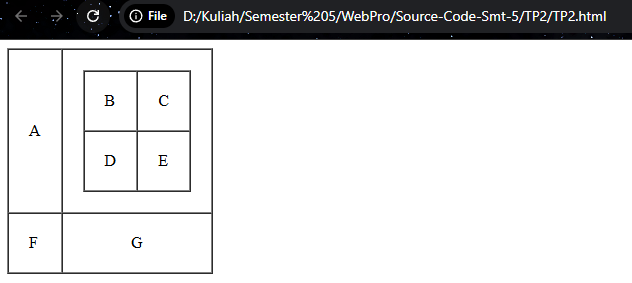 File D:/Kuliah/Semester%205/WebPro/Source-Code-Smt-5/TP2/TP2.html
B C
A
D E
F G